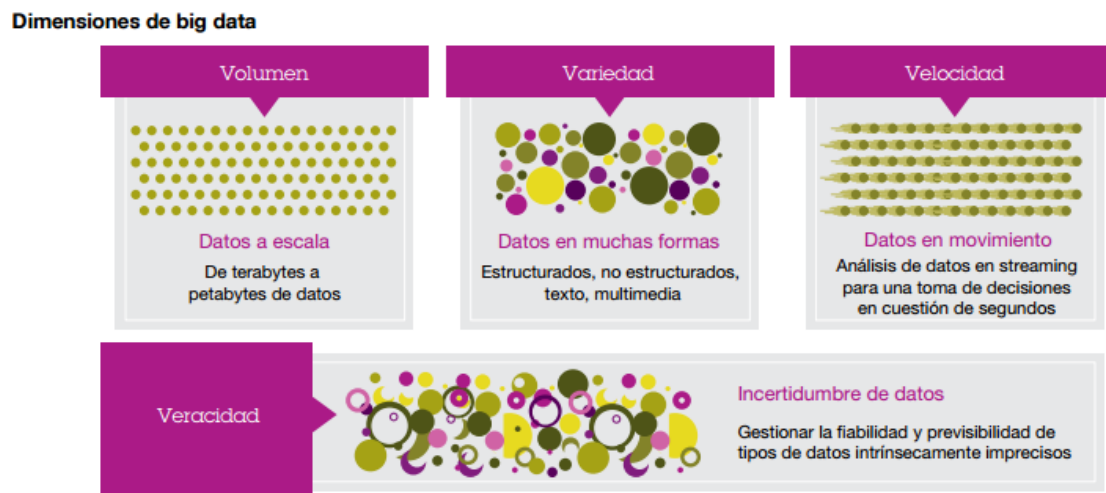 Dimensiones de big data
Volumen
Datos a escala
De terabytes a
petabytes de datos
Variedad
Datos en muchas formas
Estructurados, no estructurados,
texto, multimedia
Velocidad
Datos en movimiento
Análisis de datos en streaming
para una toma de decisiones
en cuestión de segundos
Veracidad
Incertidumbre de datos
Gestionar la fiabilidad y previsibilidad de
tipos de datos intrínsecamente imprecisos